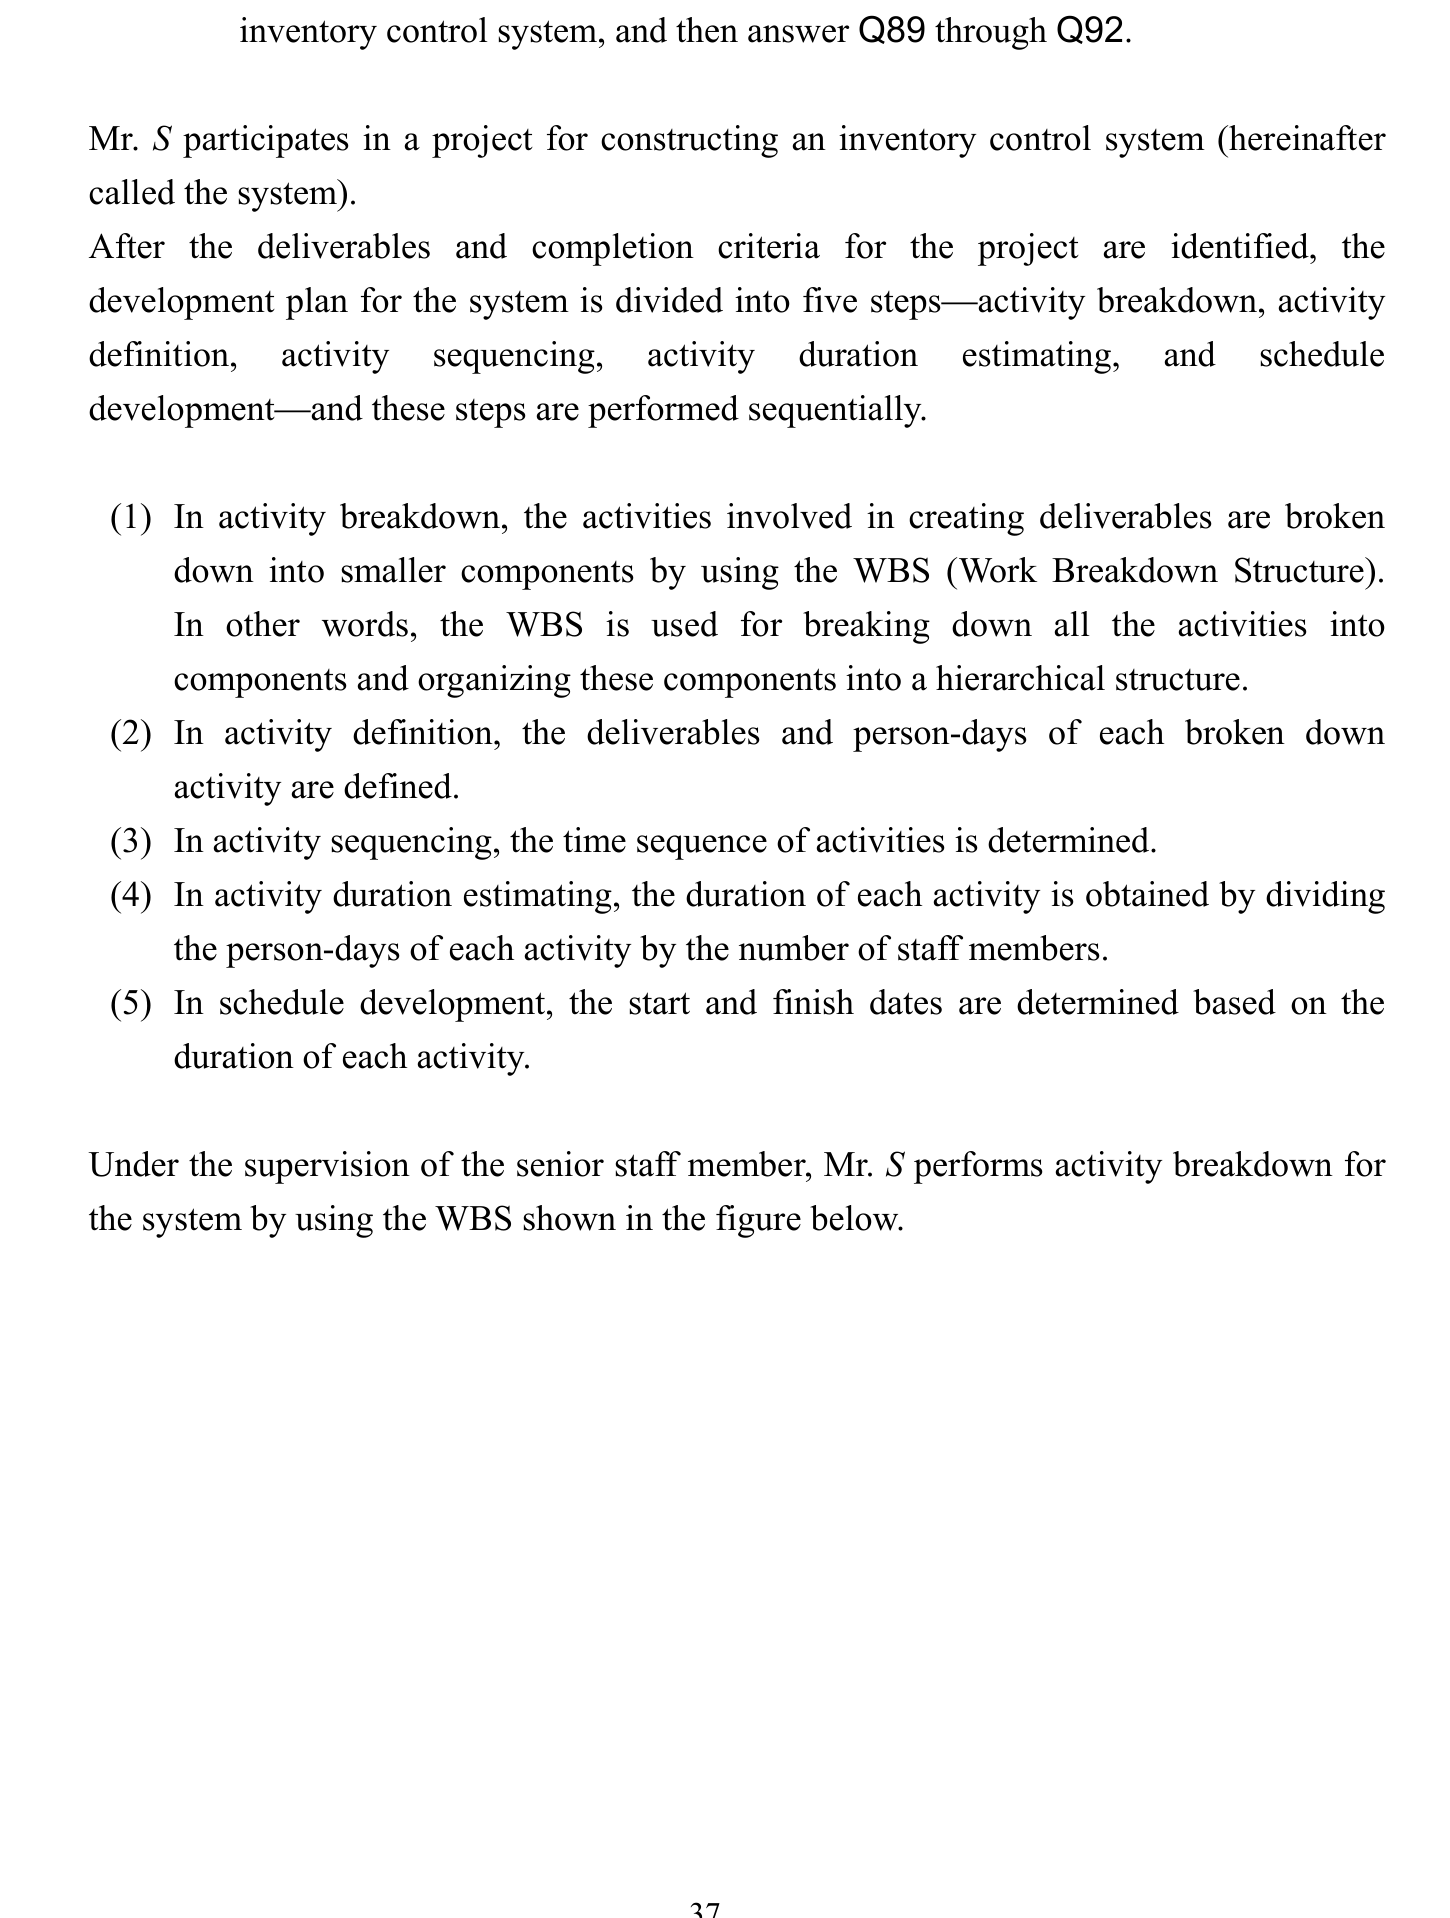 inventory control system, and then answer Q89 through Q92.
Mr. S participates in a project for constructing an inventory control system (hereinafter
called the system).
After the deliverables and completion criteria for the project are identified, the
development plan for the system is divided into five steps—activity breakdown, activity
definition, activity sequencing, activity duration estimating, and schedule
development—and these steps are performed sequentially.
(1) In activity breakdown, the activities involved in creating deliverables are broken
down into smaller components by using the WBS (Work Breakdown Structure).
In other words, the WBS is used for breaking down all the activities into
components and organizing these components into a hierarchical structure.
(2) In activity definition, the deliverables and person-days of each broken down
activity are defined.
(3) In activity sequencing, the time sequence of activities is determined.
(4) In activity duration estimating, the duration of each activity is obtained by dividing
the person-days of each activity by the number of staff members.
(5) In schedule development, the start and finish dates are determined based on the
duration of each activity.
Under the supervision of the senior staff member, Mr. S performs activity breakdown for
the system by using the WBS shown in the figure below.
37